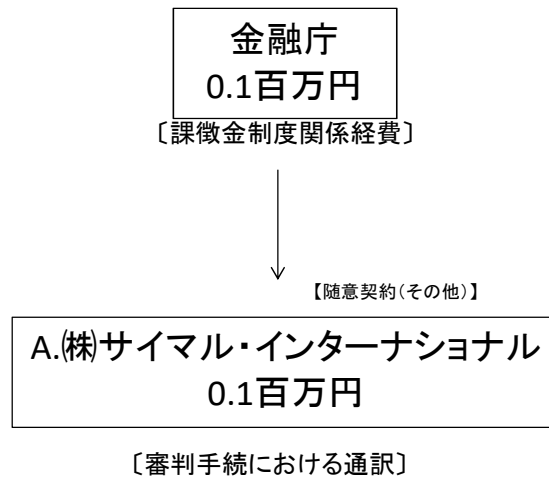 金融庁
0.1百万円
〔課徴金制度関係経費〕
【随意契約(その他)】
A.㈱サイマル・インターナショナル
0.1百万円
〔審判手続における通訳〕